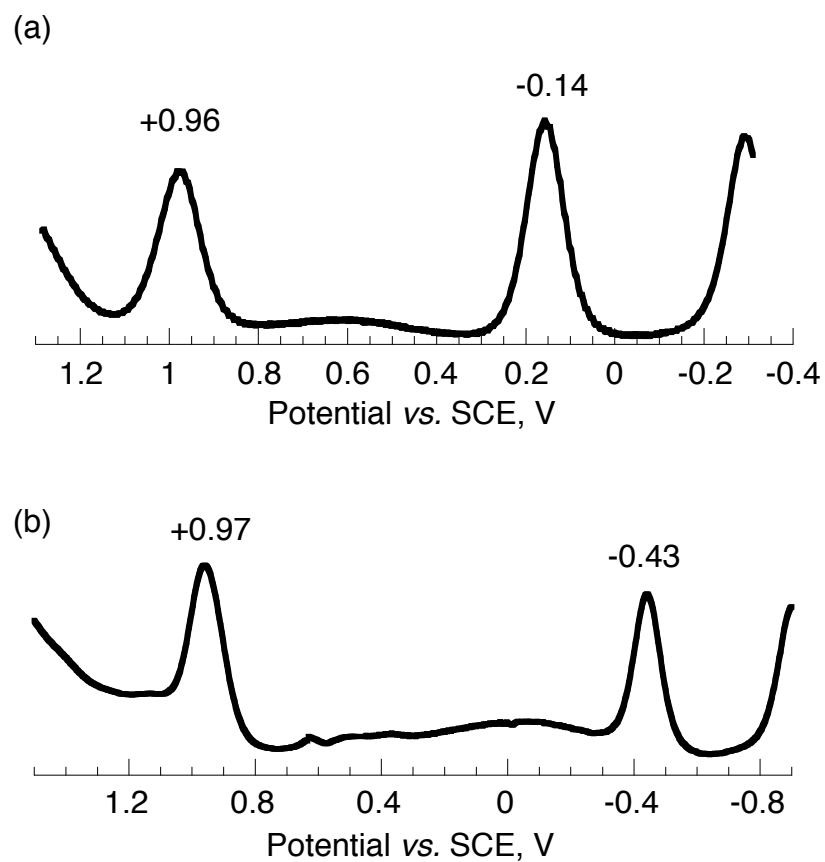 (a)
-0.14
+0.96
1.2 1 0.8 0.6 0.4 0.2 0 -0.2 -0.4
Potential vs. SCE, V
(b)
+0.97
-0.43
1.2 0.8 0.4 0 -0.4 -0.8
Potential vs. SCE, V